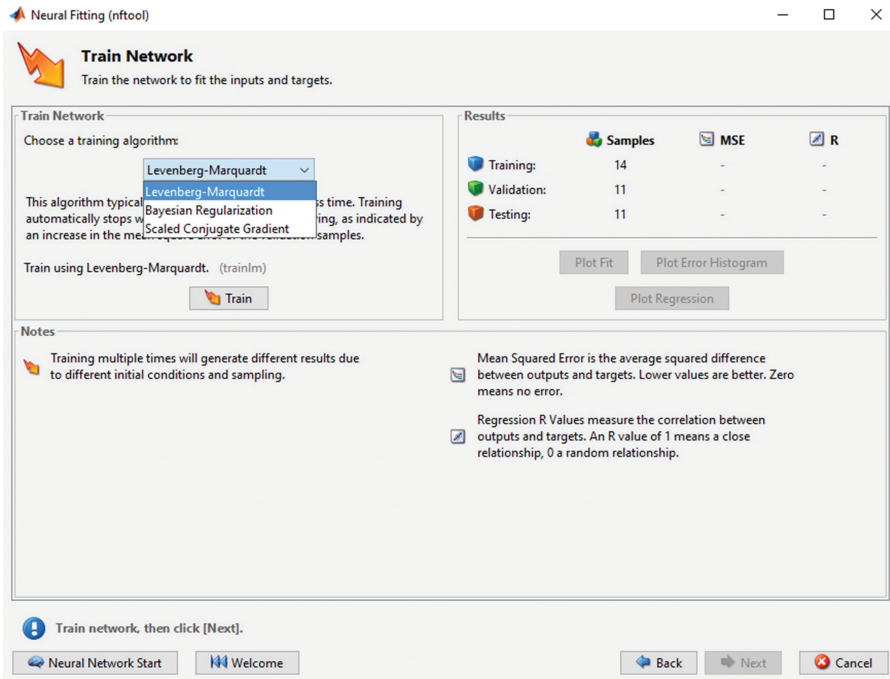 Neural Fitting (nftool)
Train Network
Train the network to fit the inputs and targets.
Train Network
Choose a training algorithm:
Levenberg-Marquardt
Levenberg-Marquardt
Bayesian Regularization
Scaled Conjugate Gradient
This algorithm typical ss time. Training
automatically stops w ing, as indicated by
an increase in the mea samples.
Train using Levenberg-Marquardt. (trainlm)
Train
Results
Samples MSE R
Training: 14 - -
Validation: 11 - -
Testing: 11 - -
Plot Fit Plot Error Histogram
Plot Regression
Notes
Training multiple times will generate different results due
to different initial conditions and sampling.
Mean Squared Error is the average squared difference
between outputs and targets. Lower values are better. Zero
means no error.
Regression R Values measure the correlation between
outputs and targets. An R value of 1 means a close
relationship, 0 a random relationship.
Train network, then click [Next].
Neural Network Start Welcome Back Next Cancel